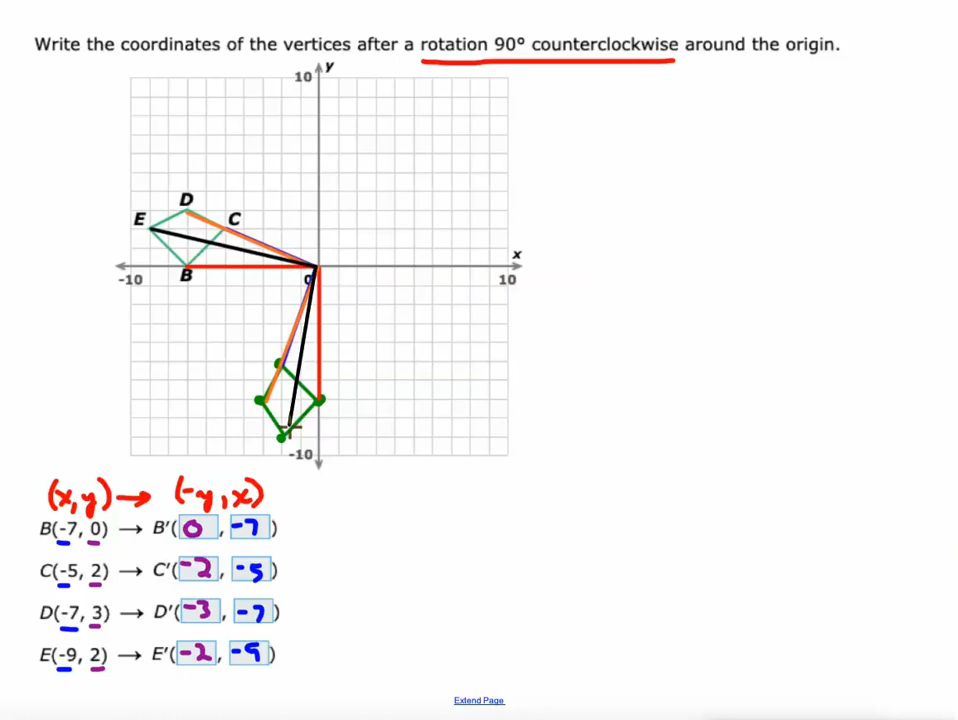 Write the coordinates of the vertices after a rotation 90° counterclockwise around the origin.
y
10
D
E C
x
-10 B 0 10
-10
(x,y) → (-y,x)
B(-7, 0) → B'(0, -7)
C(-5, 2) → C'(-2, -5)
D(-7, 3) → D'(-3, -7)
E(-9, 2) → E'(-2, -9)
Extend Page